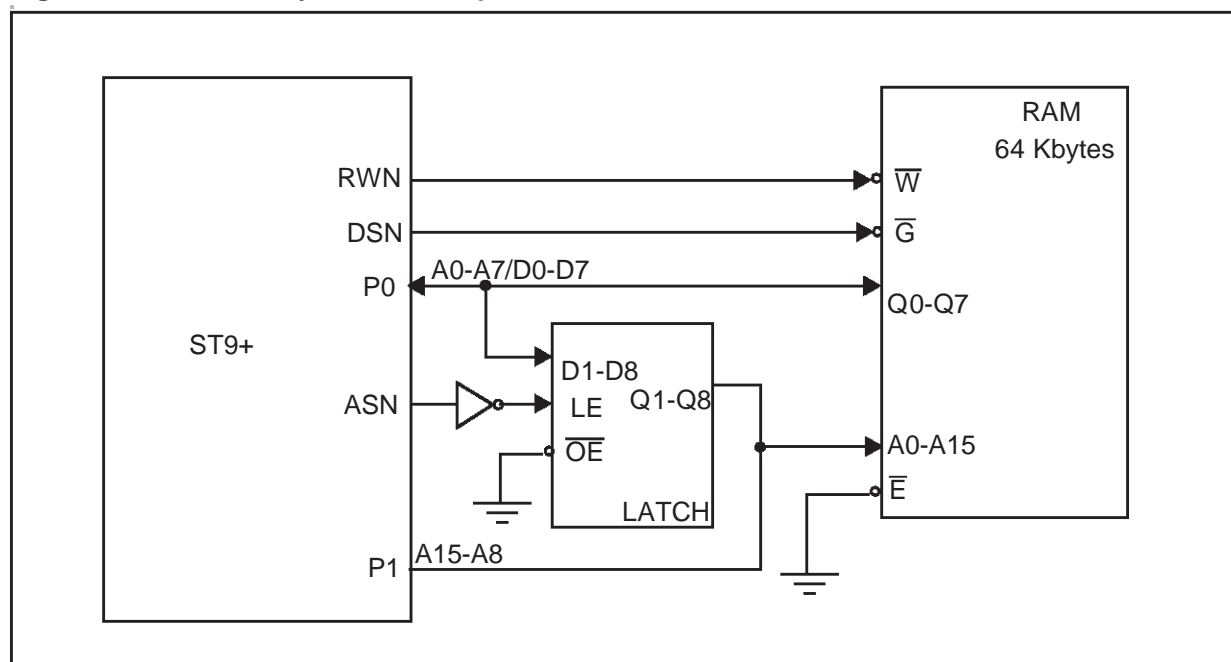 RAM
64 Kbytes
RWN
W̅
DSN
G̅
A0-A7/D0-D7
P0
Q0-Q7
ST9+
D1-D8
Q1-Q8
ASN
LE
O̅E̅
A0-A15
E̅
LATCH
A15-A8
P1